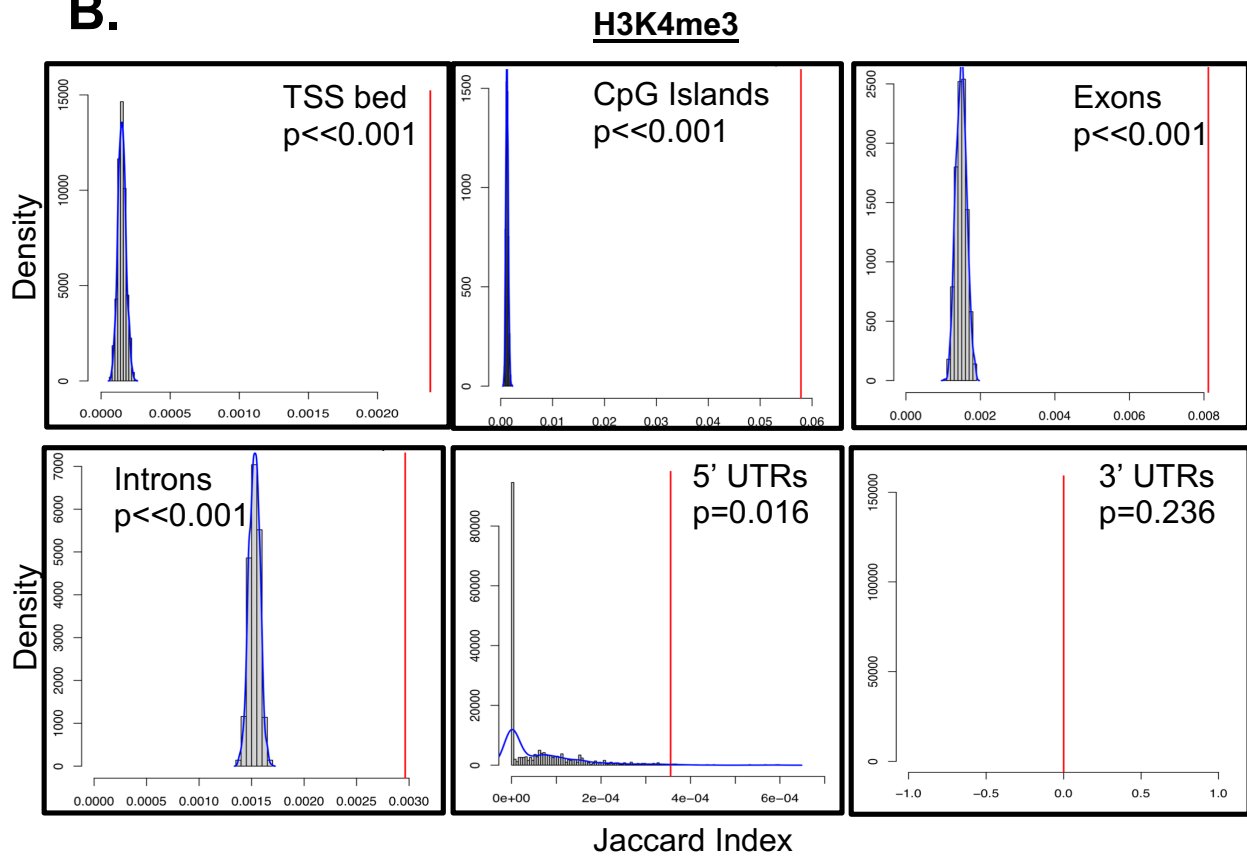 B.
H3K4me3
TSS bed
p<<0.001
Density
15000
10000
5000
0
0.0000 0.0005 0.0010 0.0015 0.0020
CpG Islands
p<<0.001
1500
1000
500
0
0.00 0.01 0.02 0.03 0.04 0.05 0.06
Exons
p<<0.001
2500
2000
1500
1000
500
0
0.000 0.002 0.004 0.006 0.008
Introns
p<<0.001
Density
7000
6000
5000
4000
3000
2000
1000
0
0.0000 0.0005 0.0010 0.0015 0.0020 0.0025 0.0030
5’ UTRs
p=0.016
80000
60000
40000
20000
0
0e+00 2e−04 4e−04 6e−04
3’ UTRs
p=0.236
150000
100000
50000
0
−1.0 −0.5 0.0 0.5 1.0
Jaccard Index